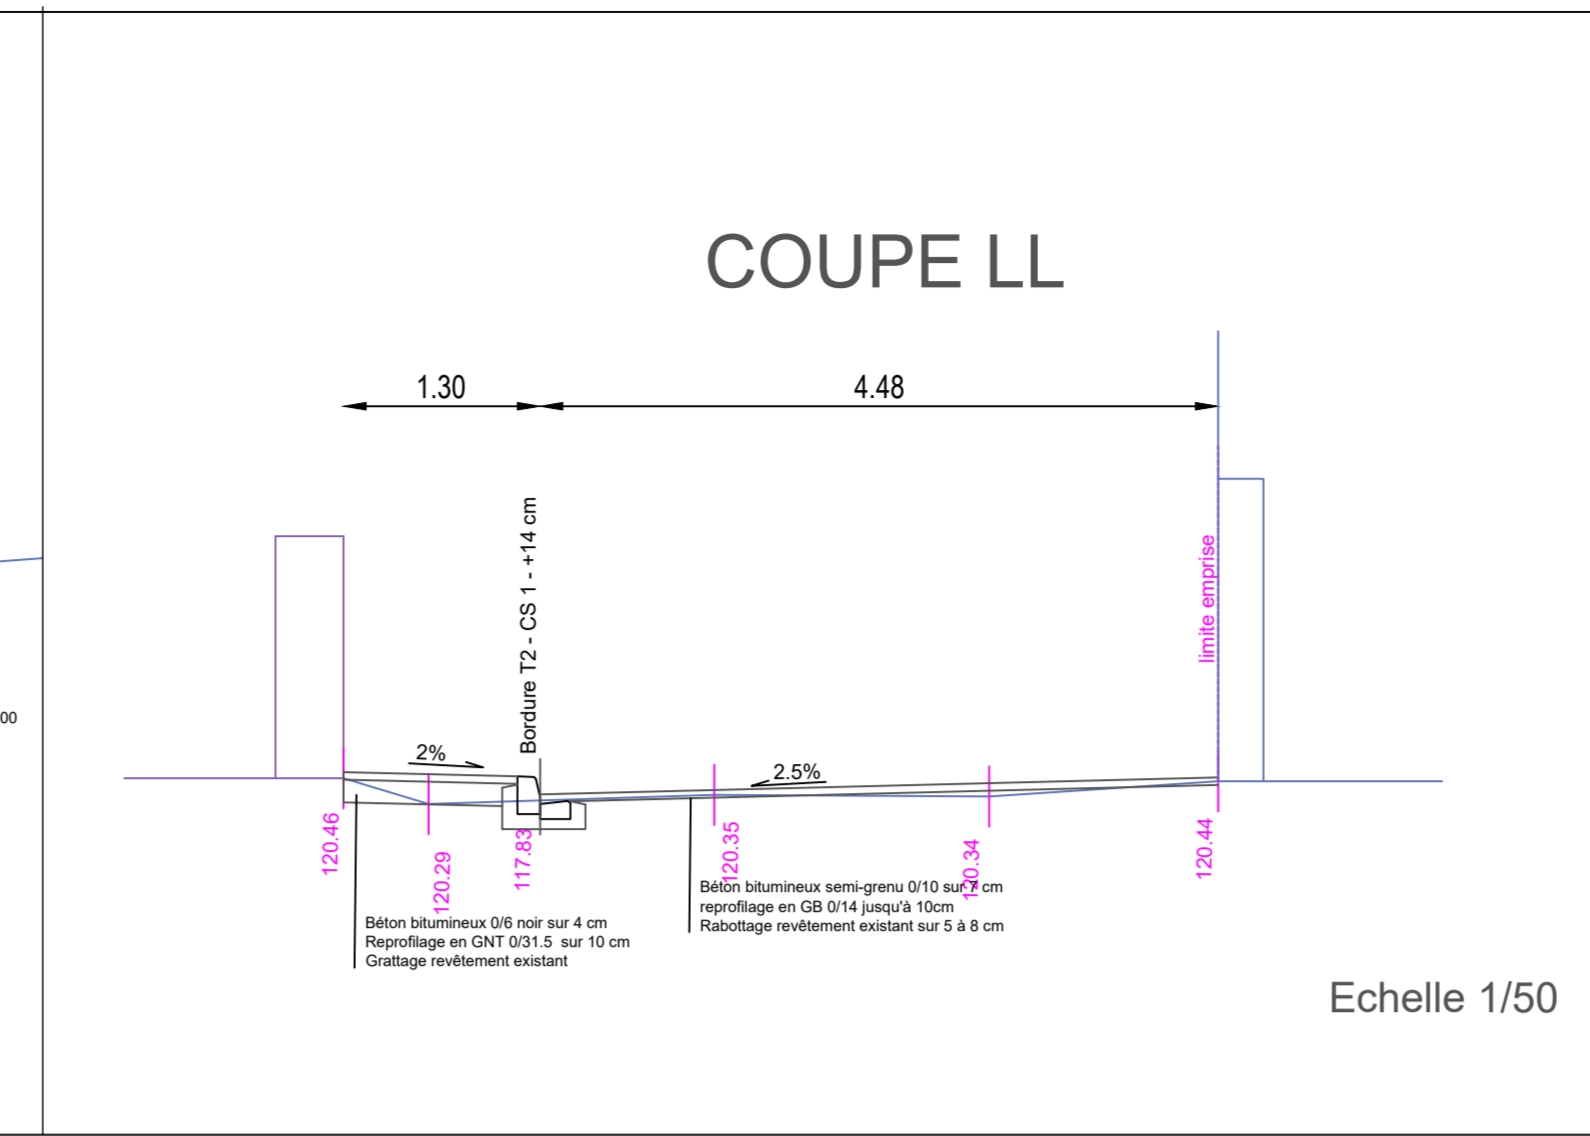 COUPE LL
1.30
4.48
Bordure T2 - CS 1 - +14 cm
limite emprise
2%
2.5%
120.46
120.29
117.83
120.35
120.34
120.44
00
Béton bitumineux 0/6 noir sur 4 cm
Reprofilage en GNT 0/31.5 sur 10 cm
Grattage revêtement existant
Béton bitumineux semi-grenu 0/10 sur 7 cm
reprofilage en GB 0/14 jusqu'à 10cm
Rabottage revêtement existant sur 5 à 8 cm
Echelle 1/50